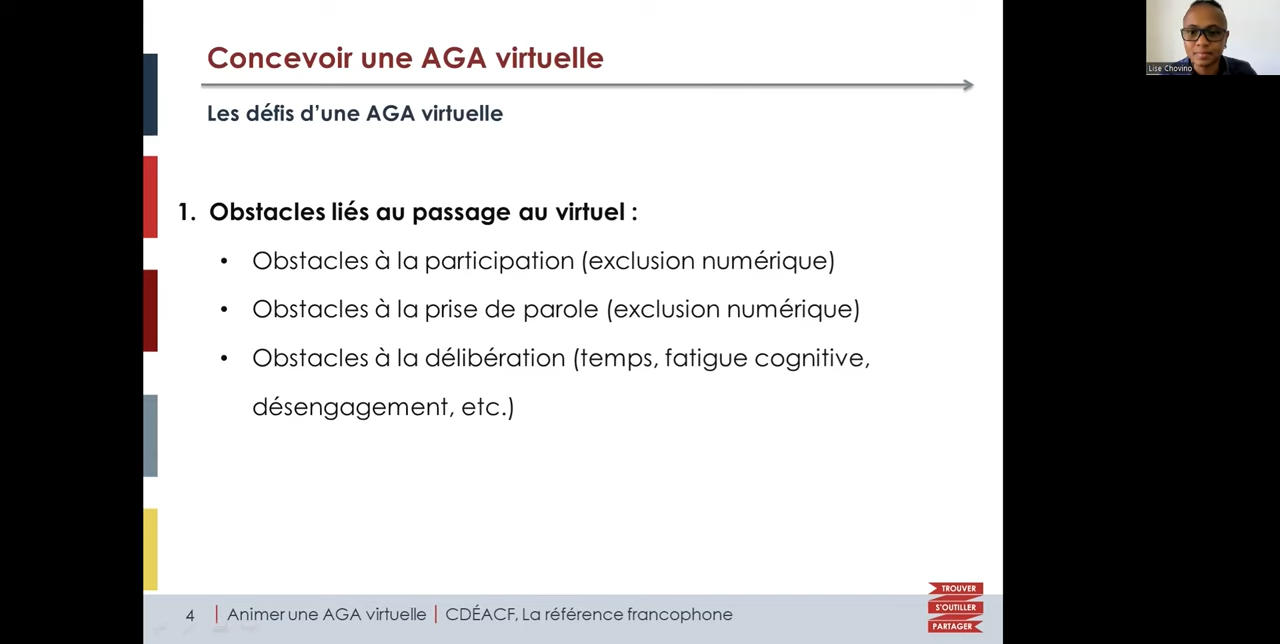 Concevoir une AGA virtuelle
Lise Chovino
Les défis d’une AGA virtuelle
1. Obstacles liés au passage au virtuel :
• Obstacles à la participation (exclusion numérique)
• Obstacles à la prise de parole (exclusion numérique)
• Obstacles à la délibération (temps, fatigue cognitive,
désengagement, etc.)
4 | Animer une AGA virtuelle | CDÉACF, La référence francophone
TROUVER
S'OUTILLER
PARTAGER